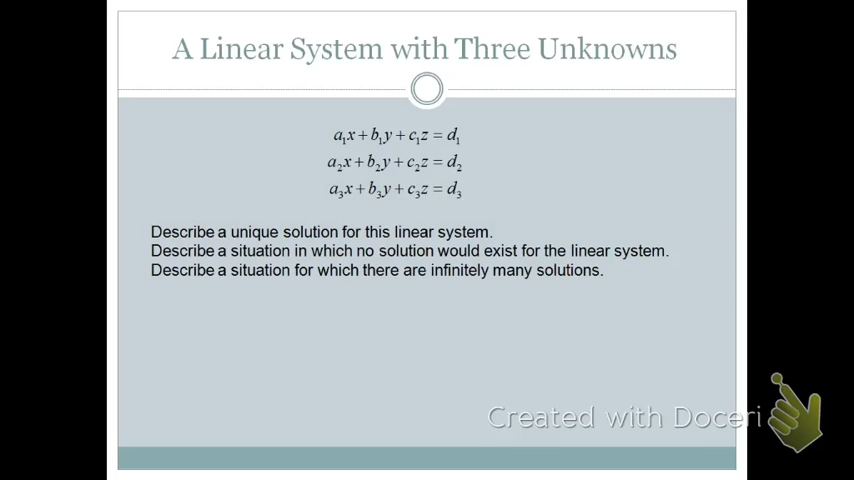 A Linear System with Three Unknowns
a₁x + b₁y + c₁z = d₁
a₂x + b₂y + c₂z = d₂
a₃x + b₃y + c₃z = d₃
Describe a unique solution for this linear system.
Describe a situation in which no solution would exist for the linear system.
Describe a situation for which there are infinitely many solutions.
Created with Doceri